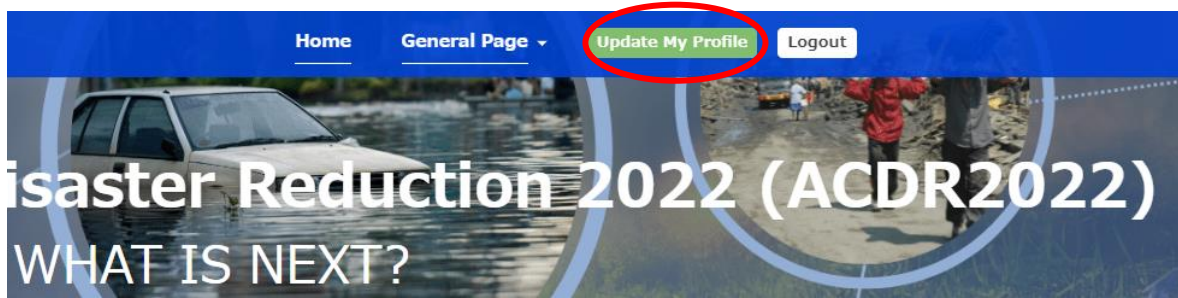 Home General Page Update My Profile Logout
isaster Reduction 2022 (ACDR2022)
WHAT IS NEXT?